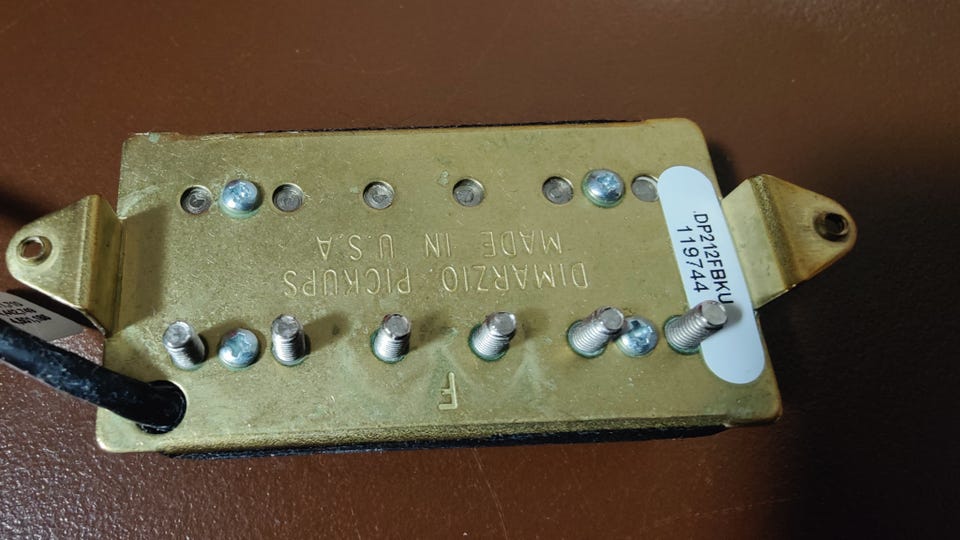 DIMARZIO. PICKUPS
MADE IN U.S.A
F
.DP212FBKU
119744